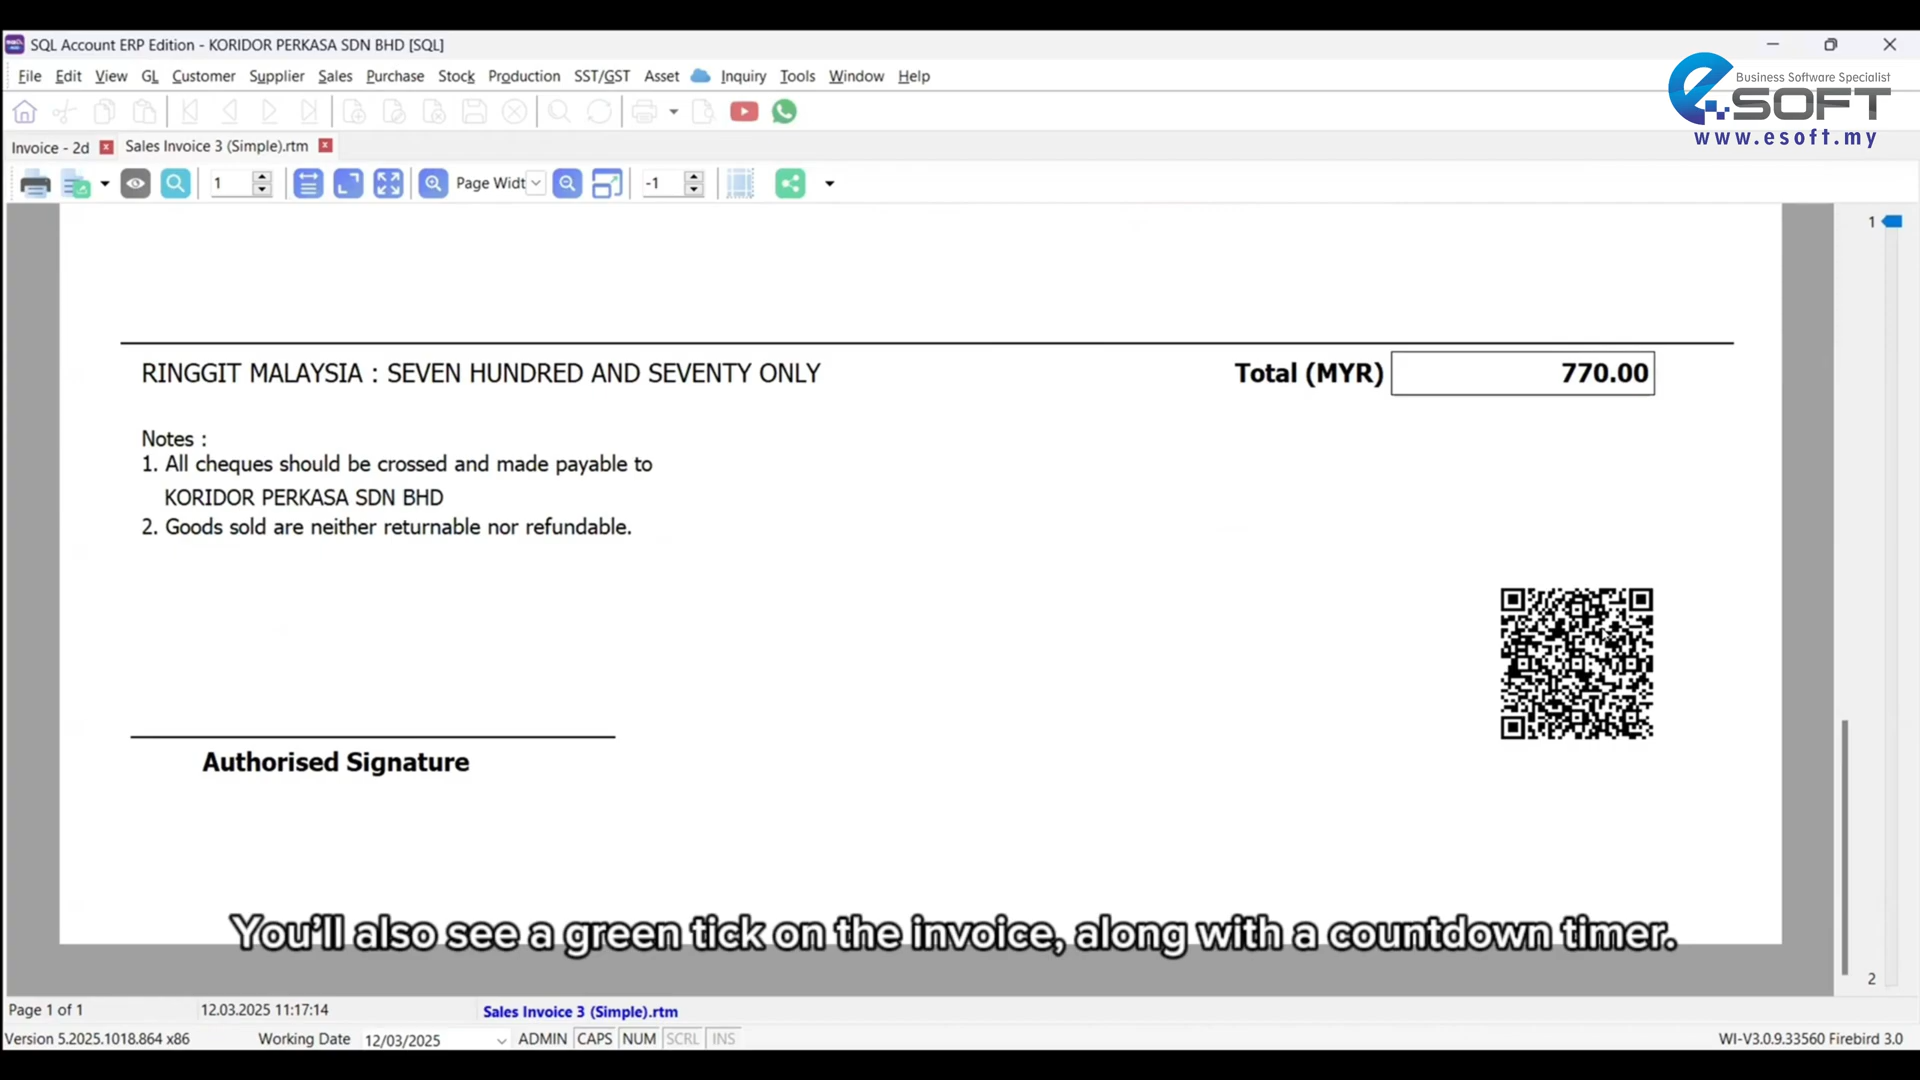 SQL Account ERP Edition - KORIDOR PERKASA SDN BHD [SQL]
File Edit View GL Customer Supplier Sales Purchase Stock Production SST/GST Asset Inquiry Tools Window Help
Business Software Specialist
eSOFT
www.esoft.my
Invoice - 2d Sales Invoice 3 (Simple).rtm
1 Page Widt -1
1
RINGGIT MALAYSIA : SEVEN HUNDRED AND SEVENTY ONLY Total (MYR) 770.00
Notes :
1. All cheques should be crossed and made payable to
KORIDOR PERKASA SDN BHD
2. Goods sold are neither returnable nor refundable.
Authorised Signature
You'll also see a green tick on the invoice, along with a countdown timer.
2
Page 1 of 1 12.03.2025 11:17:14 Sales Invoice 3 (Simple).rtm
Version 5.2025.1018.864 x86 Working Date 12/03/2025 ADMIN CAPS NUM SCRL INS WI-V3.0.9.33560 Firebird 3.0